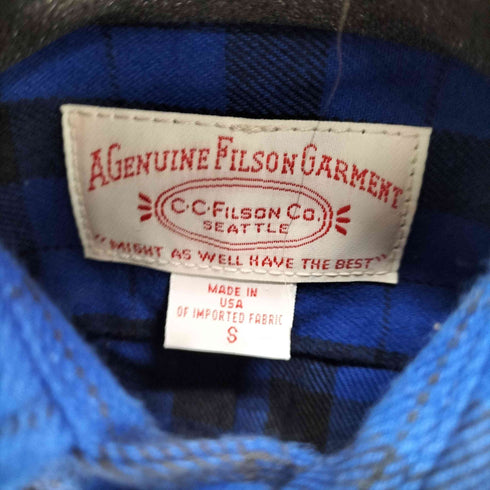 A GENUINE FILSON GARMENT
C·C·FILSON CO.
SEATTLE
"MIGHT AS WELL HAVE THE BEST"
MADE IN
USA
OF IMPORTED FABRIC
S